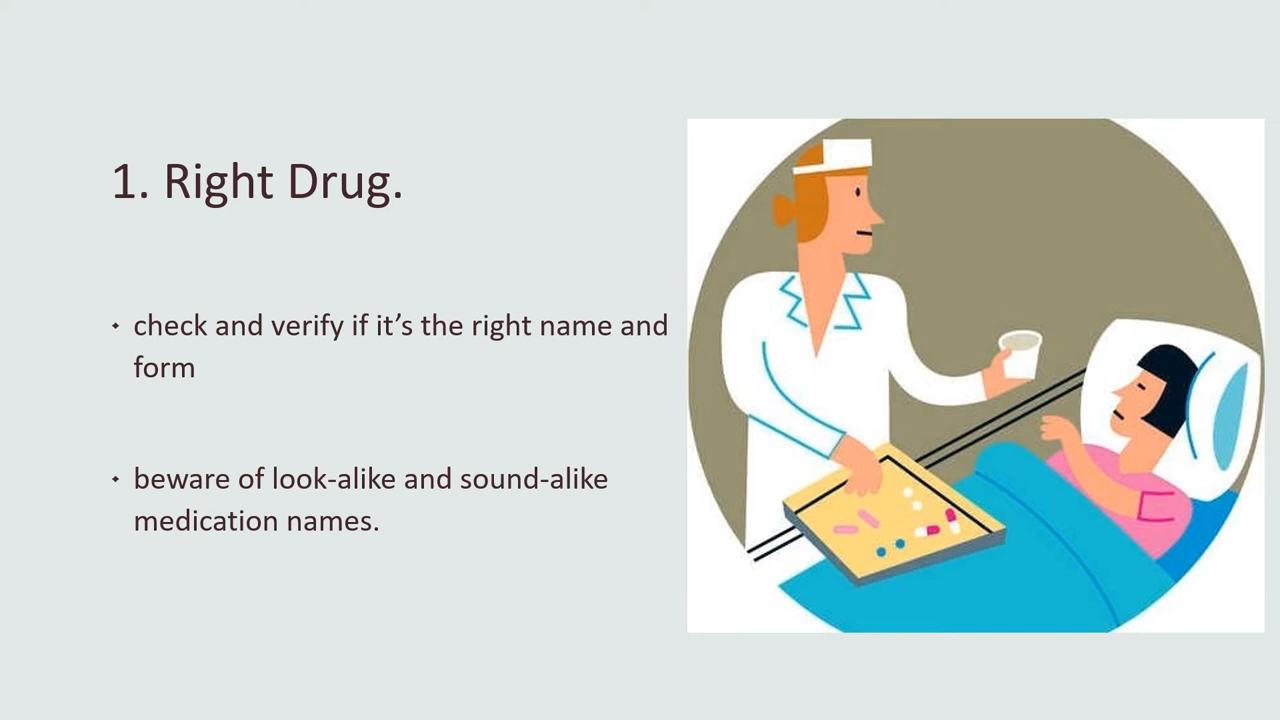 1. Right Drug.
check and verify if it’s the right name and
form
beware of look-alike and sound-alike
medication names.